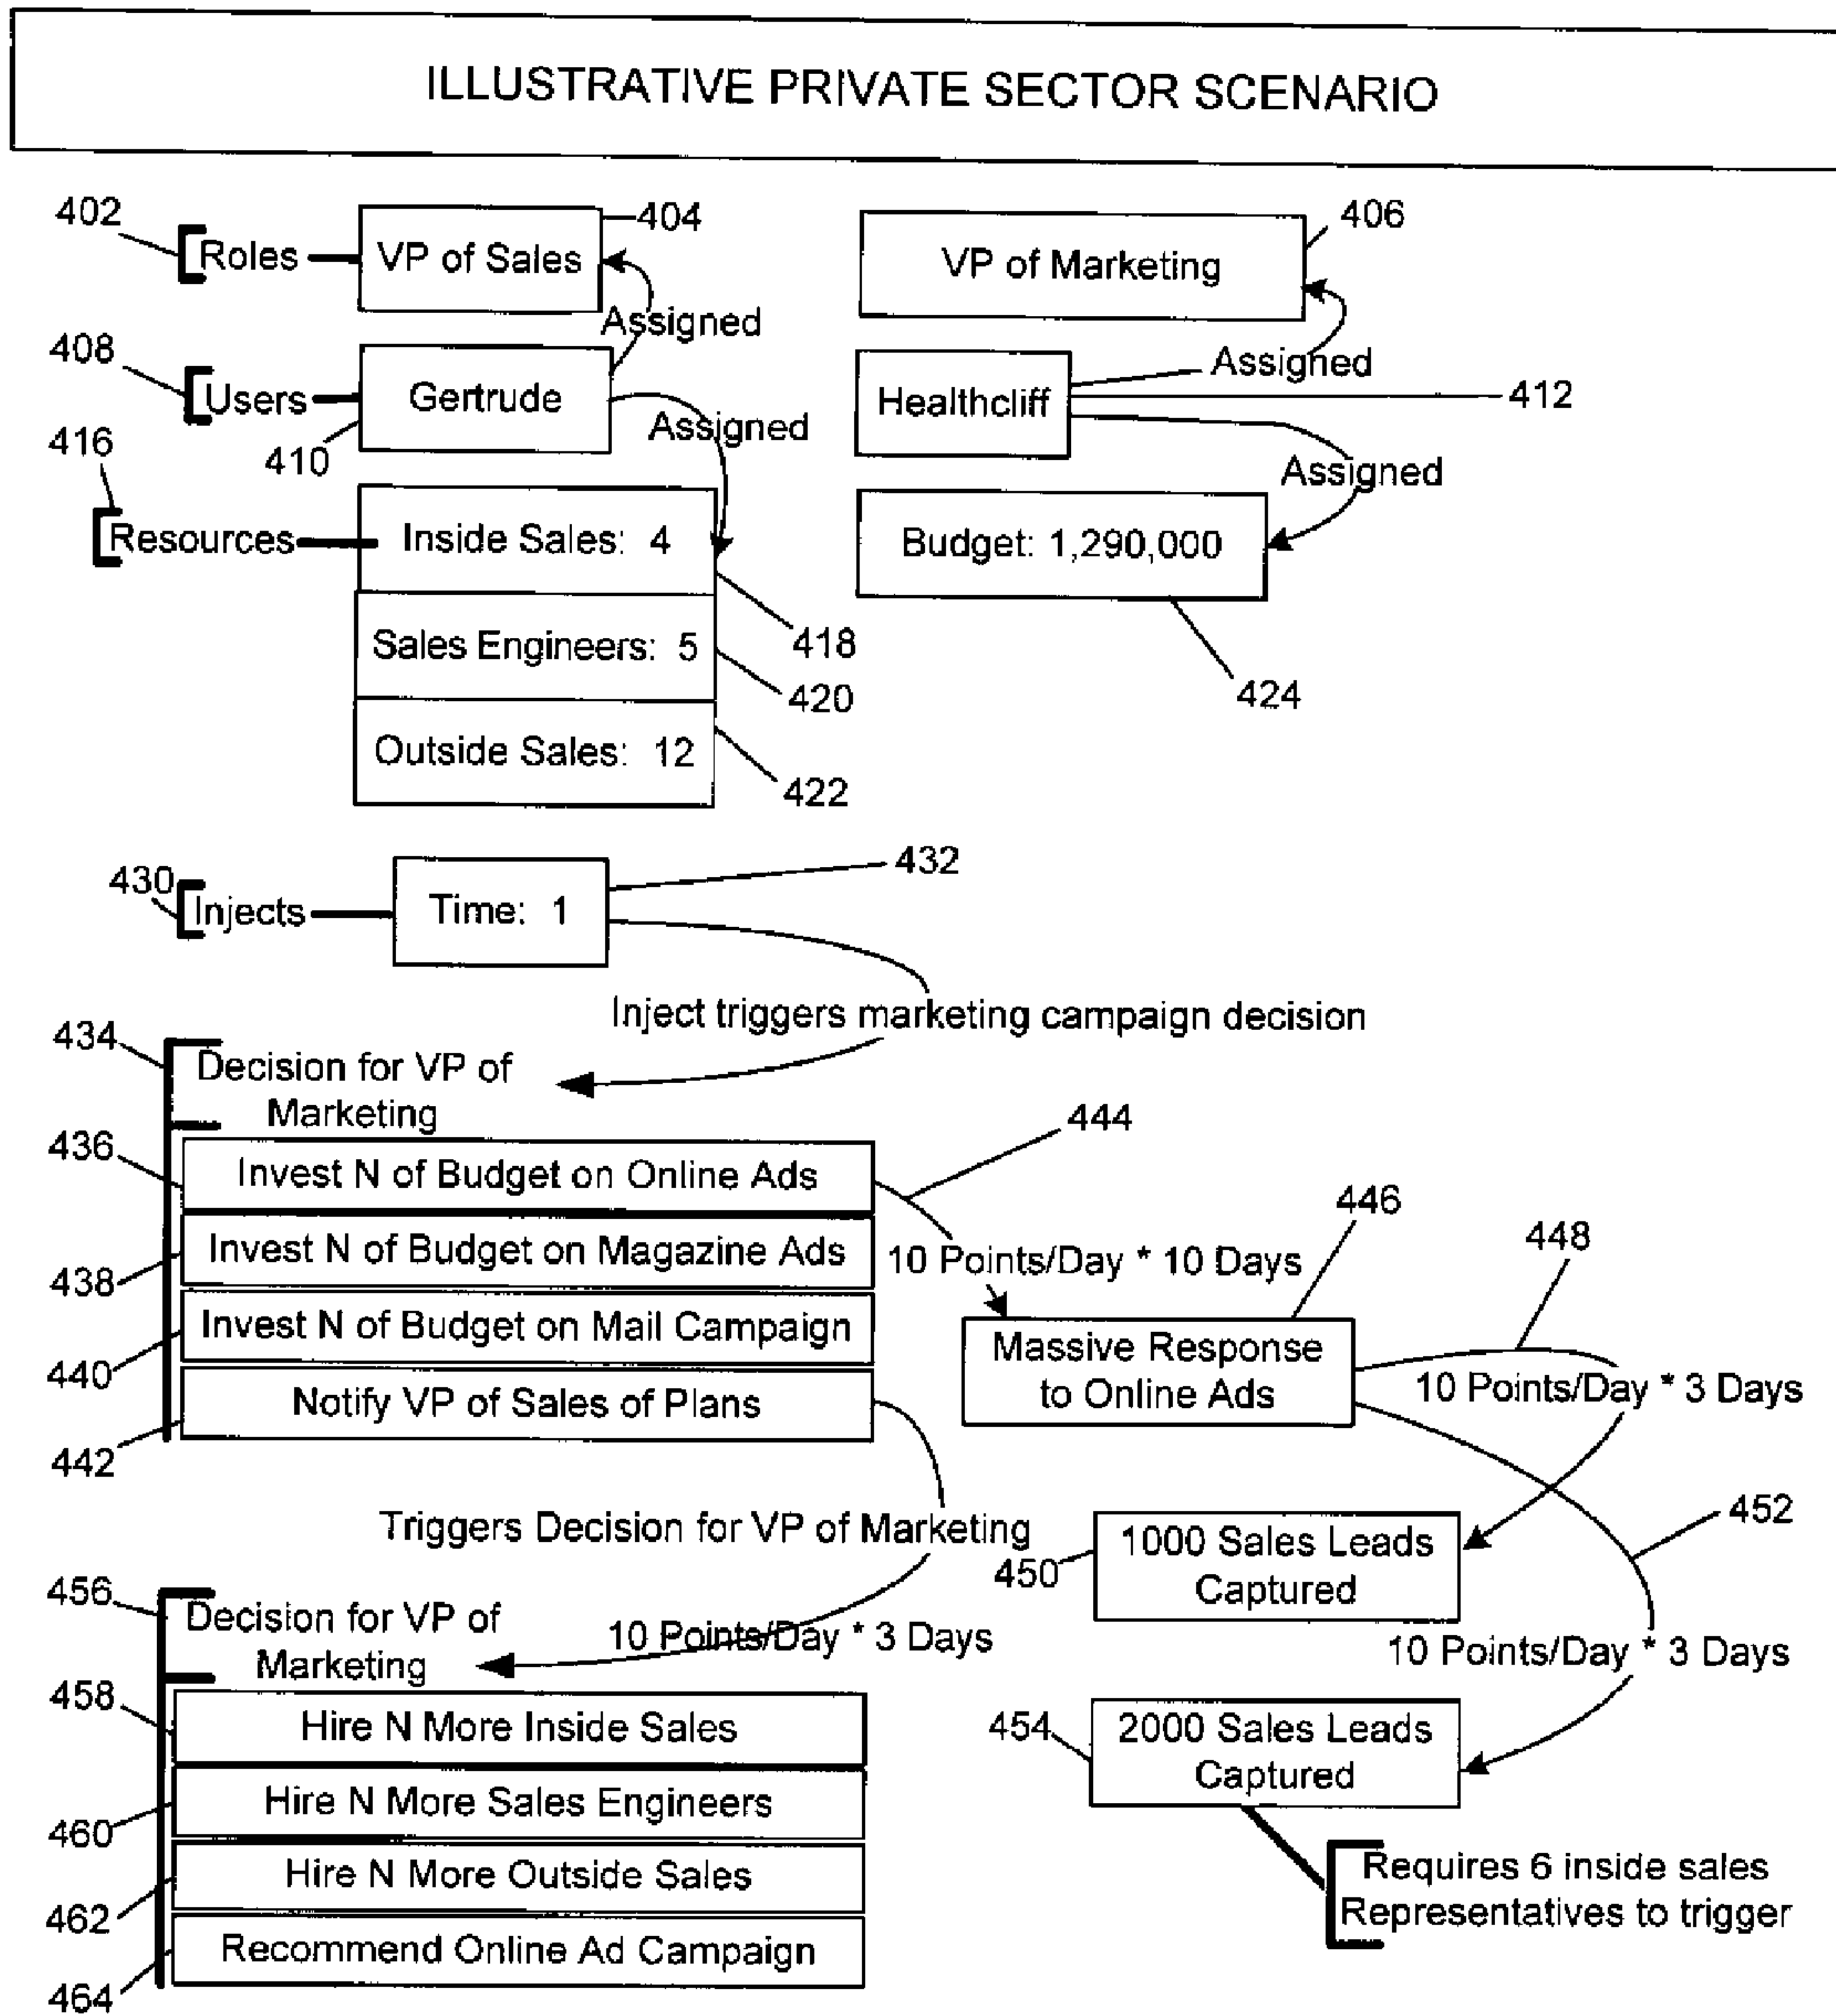 ILLUSTRATIVE PRIVATE SECTOR SCENARIO
402
Roles
VP of Sales
404
VP of Marketing
406
Assigned
Assigned
408
Users
Gertrude
410
Assigned
Healthcliff
412
Assigned
416
Resources
Inside Sales: 4
418
Budget: 1,290,000
424
Sales Engineers: 5
420
Outside Sales: 12
422
430
Injects
Time: 1
432
Inject triggers marketing campaign decision
434
Decision for VP of
Marketing
436
Invest N of Budget on Online Ads
444
438
Invest N of Budget on Magazine Ads
10 Points/Day * 10 Days
446
448
440
Invest N of Budget on Mail Campaign
Massive Response
to Online Ads
10 Points/Day * 3 Days
442
Notify VP of Sales of Plans
Triggers Decision for VP of Marketing
450
1000 Sales Leads
Captured
452
456
Decision for VP of
Marketing
10 Points/Day * 3 Days
10 Points/Day * 3 Days
458
Hire N More Inside Sales
454
2000 Sales Leads
Captured
460
Hire N More Sales Engineers
462
Hire N More Outside Sales
Requires 6 inside sales
Representatives to trigger
464
Recommend Online Ad Campaign